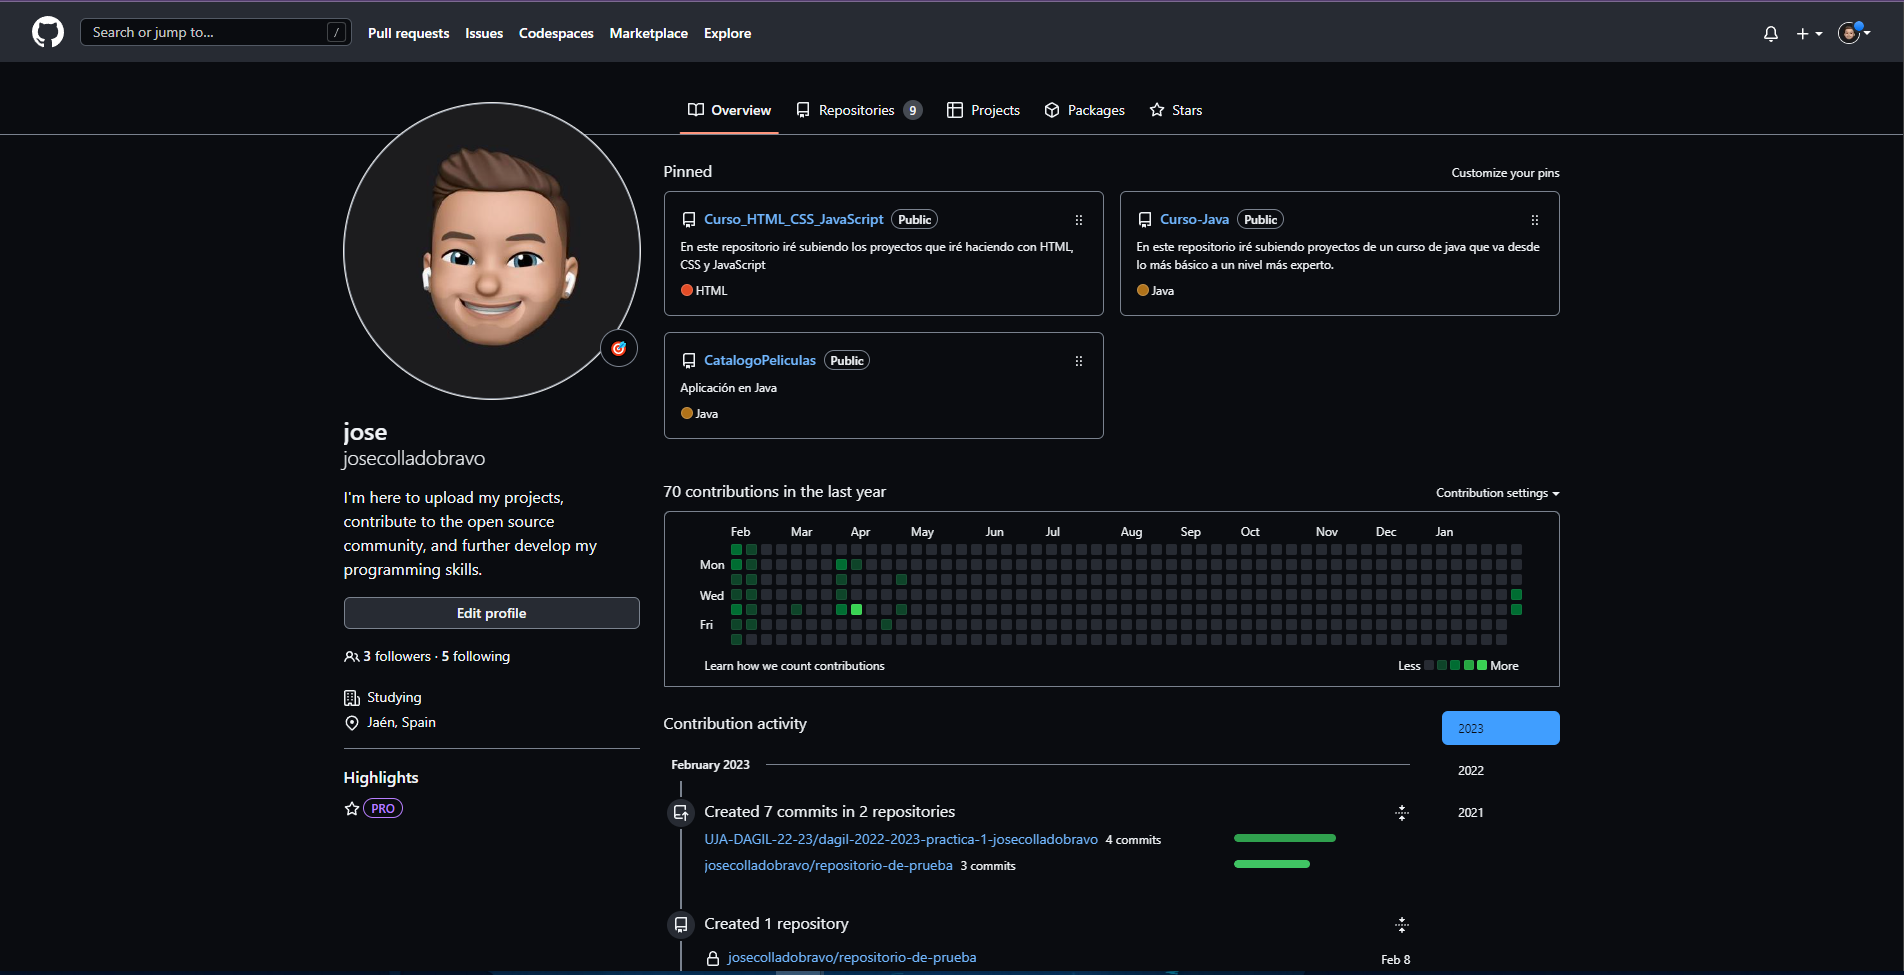 Search or jump to... /
Pull requests
Issues
Codespaces
Marketplace
Explore
Overview
Repositories 9
Projects
Packages
Stars
jose
josecolladobravo
I'm here to upload my projects,
contribute to the open source
community, and further develop my
programming skills.
Edit profile
3 followers · 5 following
Studying
Jaén, Spain
Highlights
PRO
Pinned
Customize your pins
Curso_HTML_CSS_JavaScript Public
En este repositorio iré subiendo los proyectos que iré haciendo con HTML,
CSS y JavaScript
HTML
Curso-Java Public
En este repositorio iré subiendo proyectos de un curso de java que va desde
lo más básico a un nivel más experto.
Java
CatalogoPeliculas Public
Aplicación en Java
Java
70 contributions in the last year
Contribution settings
Feb Mar Apr May Jun Jul Aug Sep Oct Nov Dec Jan
Mon
Wed
Fri
Learn how we count contributions
Less More
Contribution activity
2023
2022
2021
February 2023
Created 7 commits in 2 repositories
UJA-DAGIL-22-23/dagil-2022-2023-practica-1-josecolladobravo 4 commits
josecolladobravo/repositorio-de-prueba 3 commits
Created 1 repository
josecolladobravo/repositorio-de-prueba
Feb 8